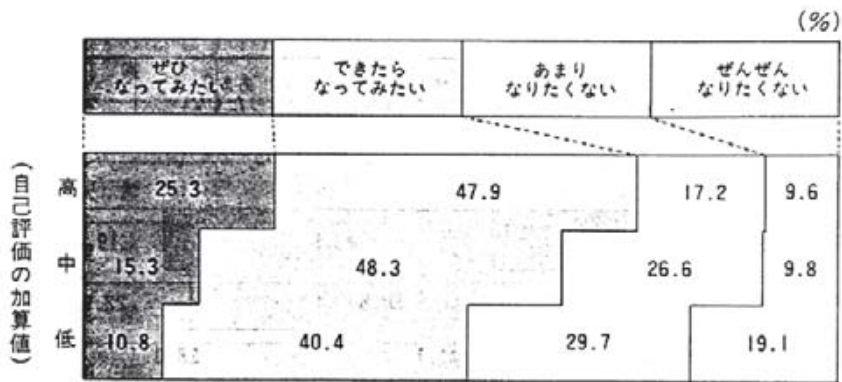 (%)
ぜひ
なってみたい
できたら
なってみたい
あまり
なりたくない
ぜんぜん
なりたくない
(自己評価の加算値)
高 25.3 47.9 17.2 9.6
中 15.3 48.3 26.6 9.8
低 10.8 40.4 29.7 19.1